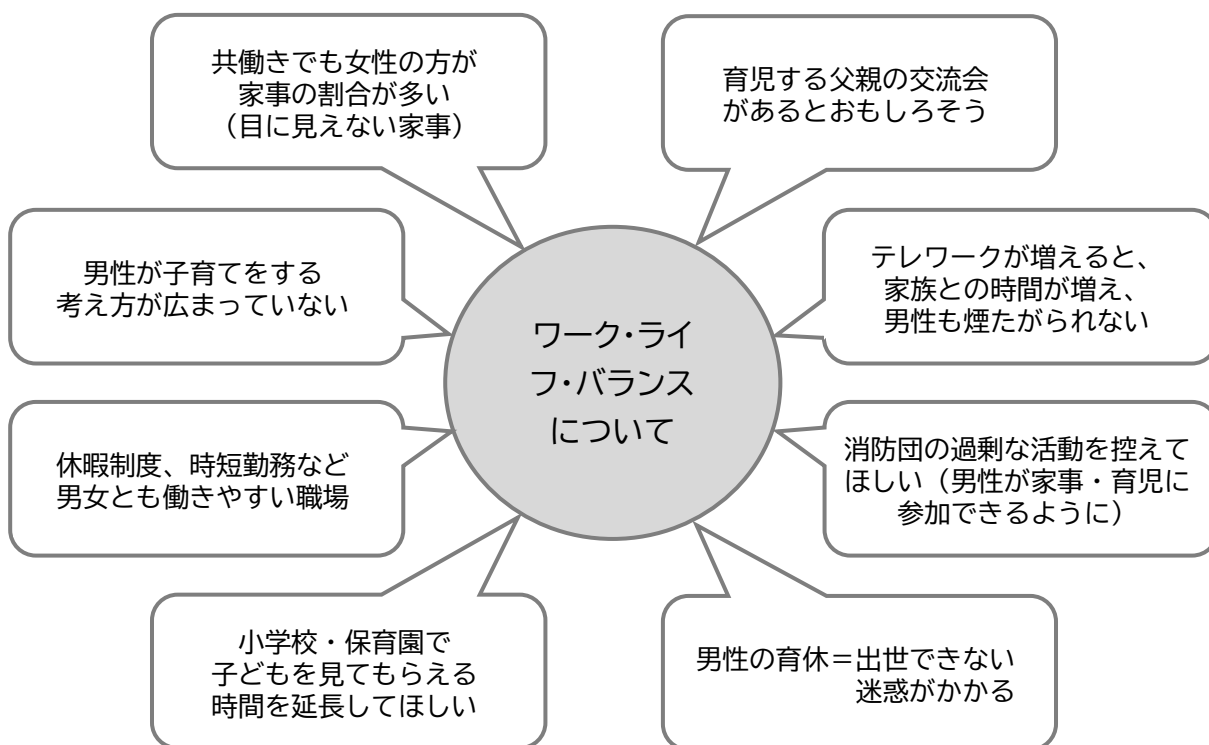 共働きでも女性の方が
家事の割合が多い
（目に見えない家事）
育児する父親の交流会
があるとおもしろそう
男性が子育てをする
考え方が広まっていない
テレワークが増えると、
家族との時間が増え、
男性も煙たがられない
ワーク・ライ
フ・バランス
について
休暇制度、時短勤務など
男女とも働きやすい職場
消防団の過剰な活動を控えて
ほしい（男性が家事・育児に
参加できるように）
小学校・保育園で
子どもを見てもらえる
時間を延長してほしい
男性の育休＝出世できない
迷惑がかかる